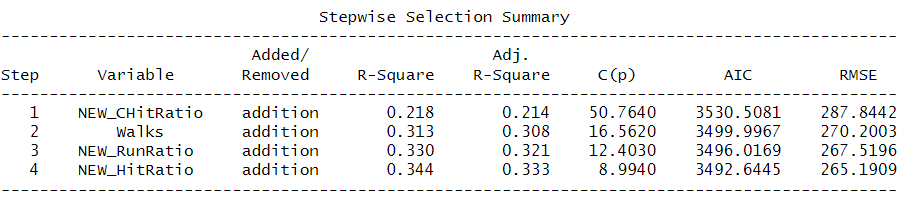 Stepwise Selection Summary
------------------------------------------------------------------------------------------
Added/ Adj.
Step Variable Removed R-Square R-Square C(p) AIC RMSE
------------------------------------------------------------------------------------------
1 NEW_CHitRatio addition 0.218 0.214 50.7640 3530.5081 287.8442
2 Walks addition 0.313 0.308 16.5620 3499.9967 270.2003
3 NEW_RunRatio addition 0.330 0.321 12.4030 3496.0169 267.5196
4 NEW_HitRatio addition 0.344 0.333 8.9940 3492.6445 265.1909
------------------------------------------------------------------------------------------